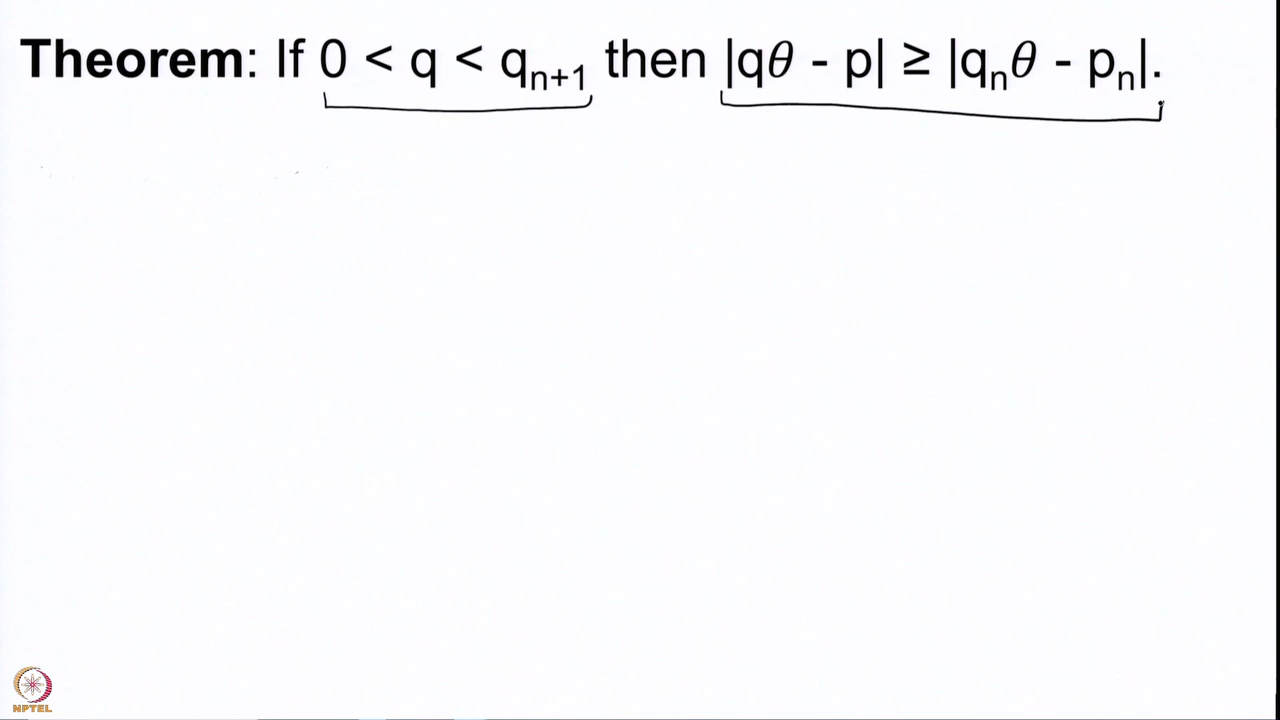 Theorem: If 0 < q < qₙ₊₁ then |qθ - p| ≥ |qₙθ - pₙ|.
NPTEL